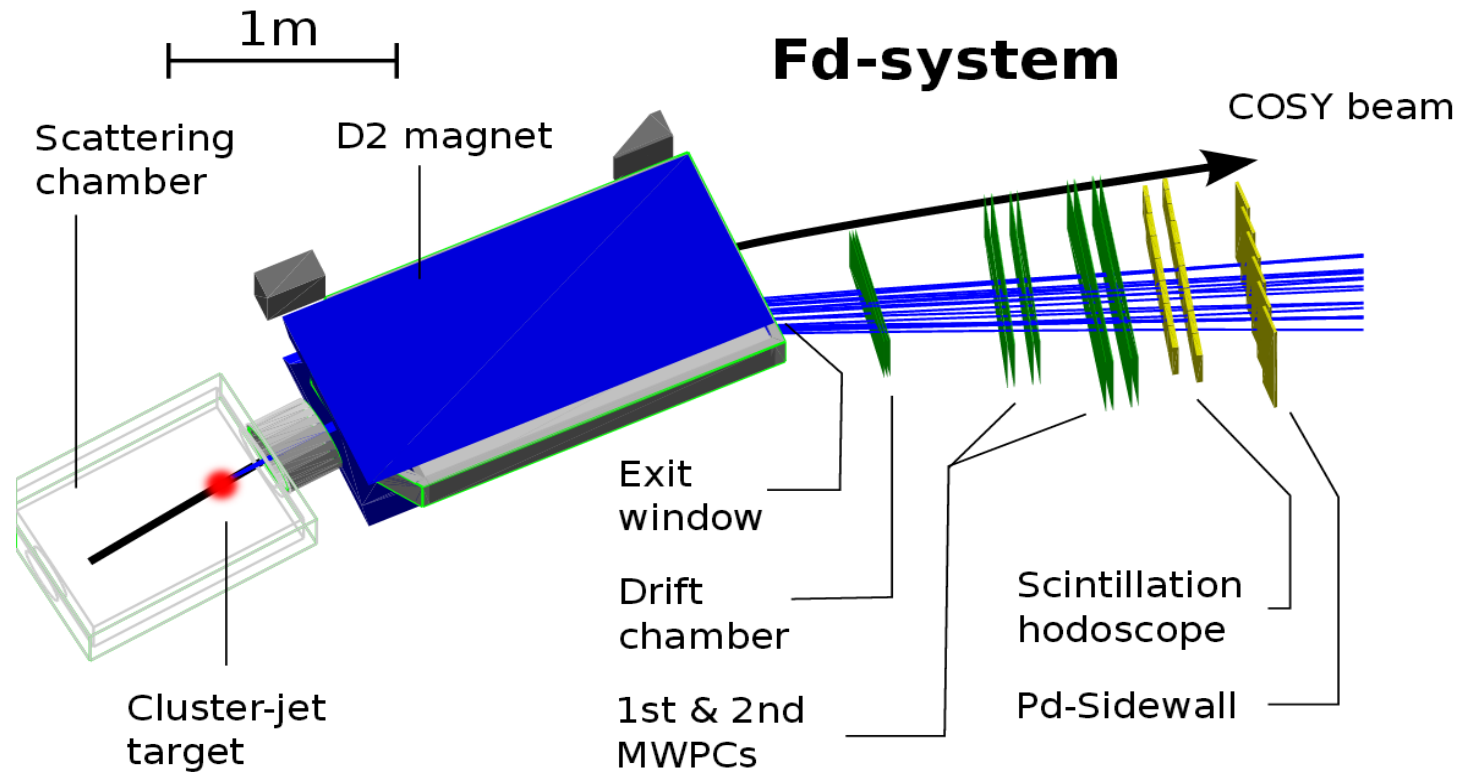 1m
Fd-system
COSY beam
Scattering
chamber
D2 magnet
Exit
window
Drift
chamber
Scintillation
hodoscope
Cluster-jet
target
1st & 2nd
MWPCs
Pd-Sidewall